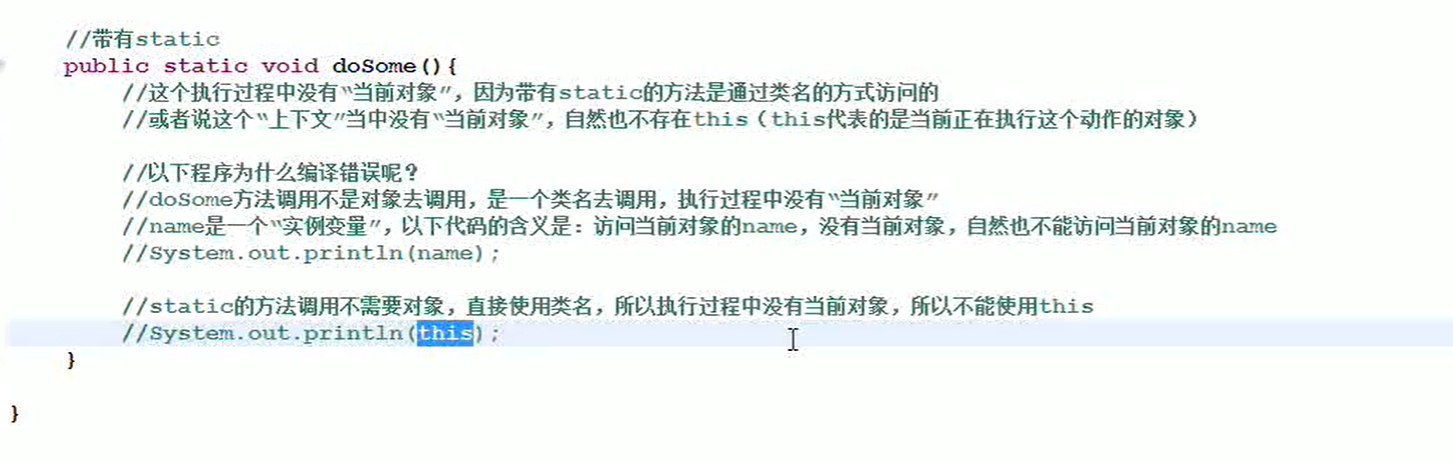 //带有static
public static void doSome(){
//这个执行过程中没有“当前对象”，因为带有static的方法是通过类名的方式访问的
//或者说这个“上下文”当中没有“当前对象”，自然也不存在this（this代表的是当前正在执行这个动作的对象）
//以下程序为什么编译错误呢？
//doSome方法调用不是对象去调用，是一个类名去调用，执行过程中没有“当前对象”
//name是一个“实例变量”，以下代码的含义是：访问当前对象的name，没有当前对象，自然也不能访问当前对象的name
//System.out.println(name);
//static的方法调用不需要对象，直接使用类名，所以执行过程中没有当前对象，所以不能使用this
//System.out.println(this);
}
}